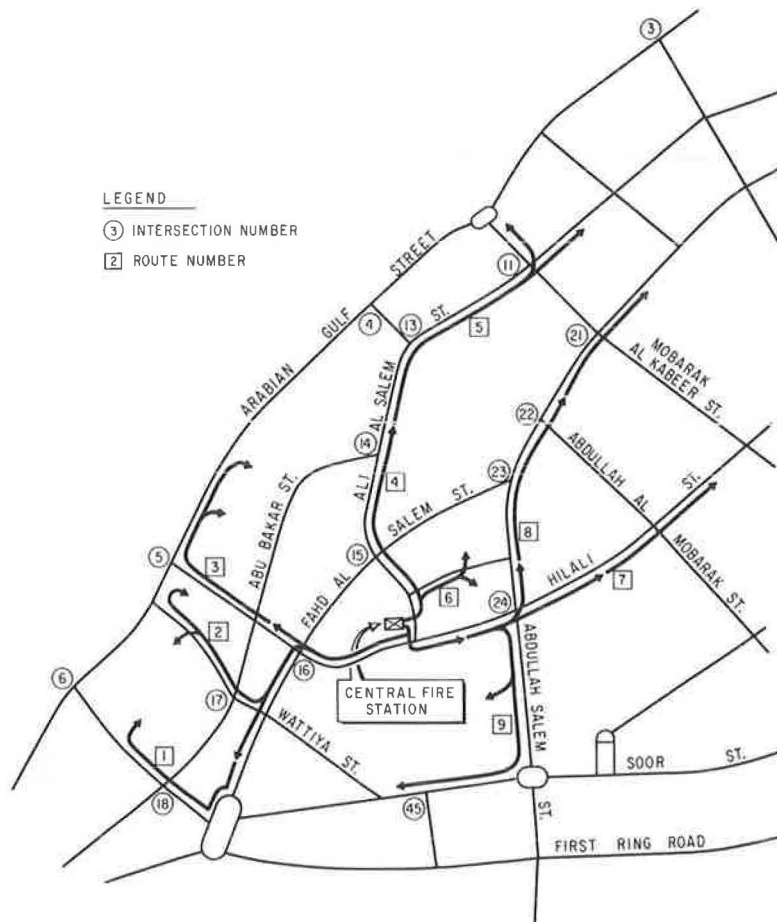 3
LEGEND
3 INTERSECTION NUMBER
2 ROUTE NUMBER
ARABIAN GULF STREET
11
4
13
ST.
5
21
MOBARAK
AL KABEER ST.
ALI AL SALEM
14
4
22
ABDULLAH AL
MOBARAK ST.
23
ABU BAKAR ST.
FAHD AL SALEM ST.
15
8
HILALI ST.
7
5
3
6
24
2
16
CENTRAL FIRE
STATION
ABDULLAH SALEM ST.
6
17
WATTIYA ST.
9
1
SOOR ST.
18
45
FIRST RING ROAD